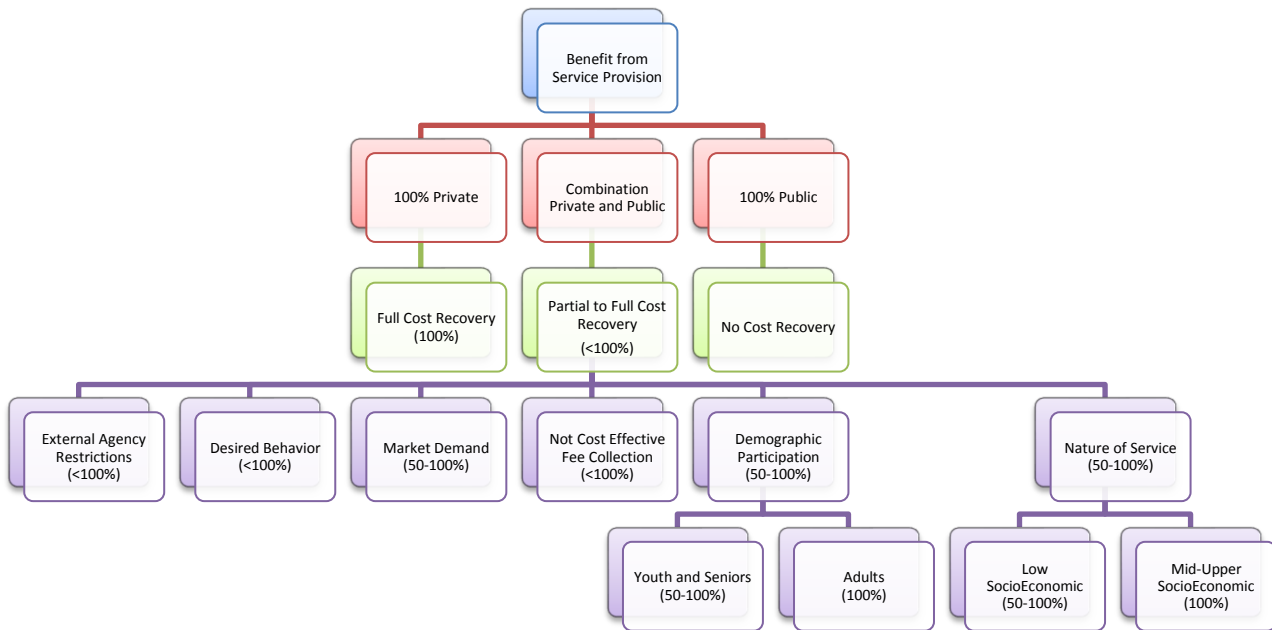 Benefit from
Service Provision
100% Private
Combination
Private and Public
100% Public
Full Cost Recovery
(100%)
Partial to Full Cost
Recovery
(<100%)
No Cost Recovery
External Agency
Restrictions
(<100%)
Desired Behavior
(<100%)
Market Demand
(50-100%)
Not Cost Effective
Fee Collection
(<100%)
Demographic
Participation
(50-100%)
Nature of Service
(50-100%)
Youth and Seniors
(50-100%)
Adults
(100%)
Low
SocioEconomic
(50-100%)
Mid-Upper
SocioEconomic
(100%)